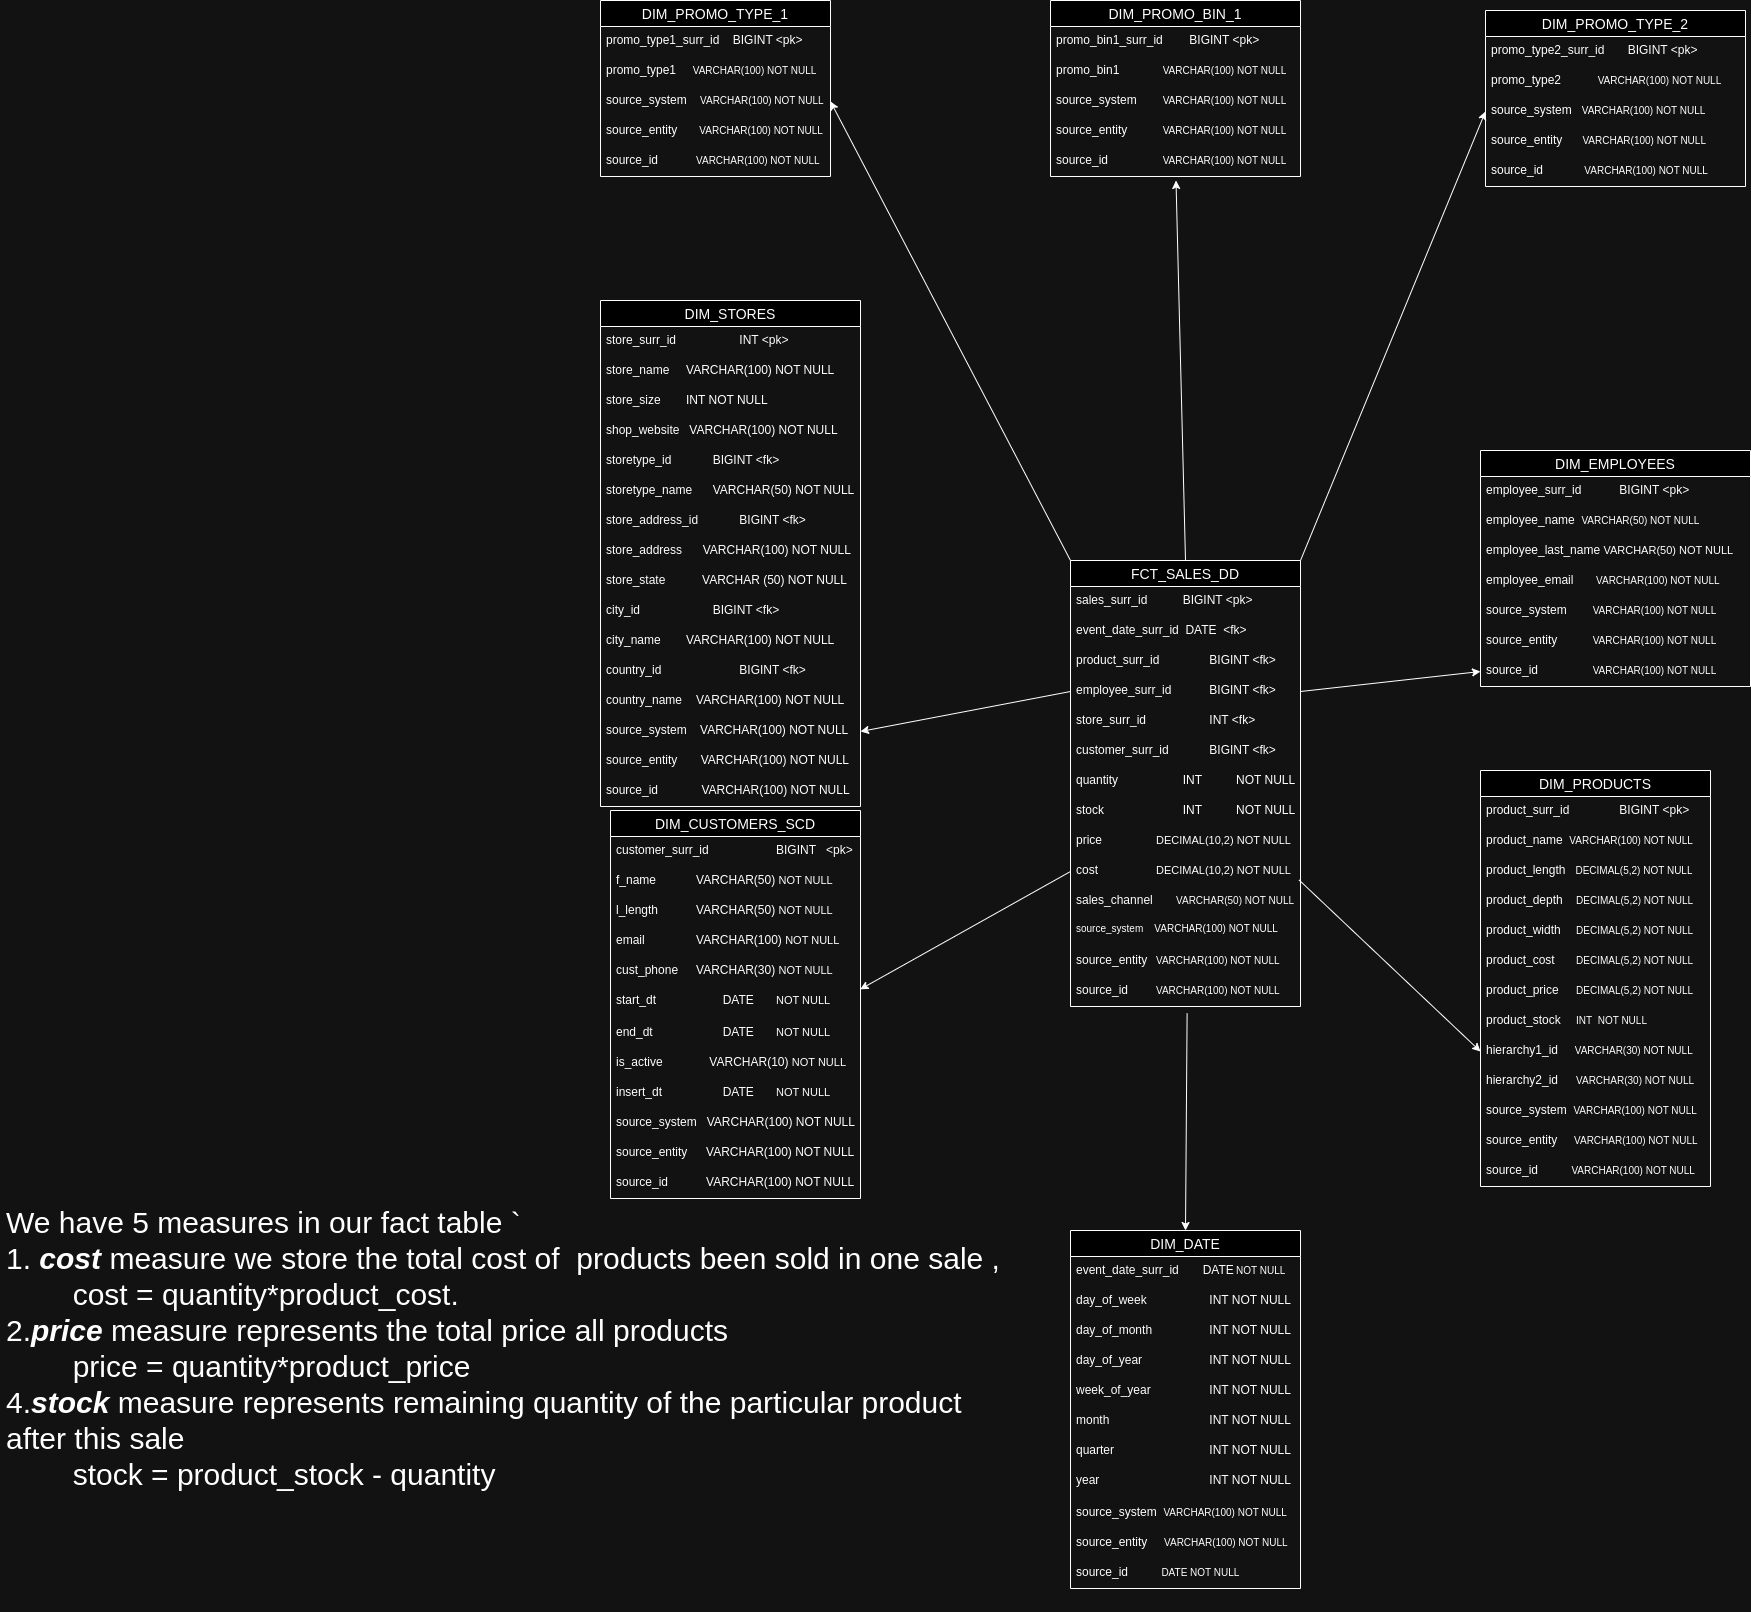 DIM_PROMO_TYPE_1
promo_type1_surr_id BIGINT <pk>
promo_type1 VARCHAR(100) NOT NULL
source_system VARCHAR(100) NOT NULL
source_entity VARCHAR(100) NOT NULL
source_id VARCHAR(100) NOT NULL
DIM_PROMO_BIN_1
promo_bin1_surr_id BIGINT <pk>
promo_bin1 VARCHAR(100) NOT NULL
source_system VARCHAR(100) NOT NULL
source_entity VARCHAR(100) NOT NULL
source_id VARCHAR(100) NOT NULL
DIM_PROMO_TYPE_2
promo_type2_surr_id BIGINT <pk>
promo_type2 VARCHAR(100) NOT NULL
source_system VARCHAR(100) NOT NULL
source_entity VARCHAR(100) NOT NULL
source_id VARCHAR(100) NOT NULL
DIM_STORES
store_surr_id INT <pk>
store_name VARCHAR(100) NOT NULL
store_size INT NOT NULL
shop_website VARCHAR(100) NOT NULL
storetype_id BIGINT <fk>
storetype_name VARCHAR(50) NOT NULL
store_address_id BIGINT <fk>
store_address VARCHAR(100) NOT NULL
store_state VARCHAR (50) NOT NULL
city_id BIGINT <fk>
city_name VARCHAR(100) NOT NULL
country_id BIGINT <fk>
country_name VARCHAR(100) NOT NULL
source_system VARCHAR(100) NOT NULL
source_entity VARCHAR(100) NOT NULL
source_id VARCHAR(100) NOT NULL
DIM_EMPLOYEES
employee_surr_id BIGINT <pk>
employee_name VARCHAR(50) NOT NULL
employee_last_name VARCHAR(50) NOT NULL
employee_email VARCHAR(100) NOT NULL
source_system VARCHAR(100) NOT NULL
source_entity VARCHAR(100) NOT NULL
source_id VARCHAR(100) NOT NULL
FCT_SALES_DD
sales_surr_id BIGINT <pk>
event_date_surr_id DATE <fk>
product_surr_id BIGINT <fk>
employee_surr_id BIGINT <fk>
store_surr_id INT <fk>
customer_surr_id BIGINT <fk>
quantity INT NOT NULL
stock INT NOT NULL
price DECIMAL(10,2) NOT NULL
cost DECIMAL(10,2) NOT NULL
sales_channel VARCHAR(50) NOT NULL
source_system VARCHAR(100) NOT NULL
source_entity VARCHAR(100) NOT NULL
source_id VARCHAR(100) NOT NULL
DIM_PRODUCTS
product_surr_id BIGINT <pk>
product_name VARCHAR(100) NOT NULL
product_length DECIMAL(5,2) NOT NULL
product_depth DECIMAL(5,2) NOT NULL
product_width DECIMAL(5,2) NOT NULL
product_cost DECIMAL(5,2) NOT NULL
product_price DECIMAL(5,2) NOT NULL
product_stock INT NOT NULL
hierarchy1_id VARCHAR(30) NOT NULL
hierarchy2_id VARCHAR(30) NOT NULL
source_system VARCHAR(100) NOT NULL
source_entity VARCHAR(100) NOT NULL
source_id VARCHAR(100) NOT NULL
DIM_CUSTOMERS_SCD
customer_surr_id BIGINT <pk>
f_name VARCHAR(50) NOT NULL
l_length VARCHAR(50) NOT NULL
email VARCHAR(100) NOT NULL
cust_phone VARCHAR(30) NOT NULL
start_dt DATE NOT NULL
end_dt DATE NOT NULL
is_active VARCHAR(10) NOT NULL
insert_dt DATE NOT NULL
source_system VARCHAR(100) NOT NULL
source_entity VARCHAR(100) NOT NULL
source_id VARCHAR(100) NOT NULL
We have 5 measures in our fact table `
1. cost measure we store the total cost of products been sold in one sale ,
cost = quantity*product_cost.
2.price measure represents the total price all products
price = quantity*product_price
4.stock measure represents remaining quantity of the particular product
after this sale
stock = product_stock - quantity
DIM_DATE
event_date_surr_id DATE NOT NULL
day_of_week INT NOT NULL
day_of_month INT NOT NULL
day_of_year INT NOT NULL
week_of_year INT NOT NULL
month INT NOT NULL
quarter INT NOT NULL
year INT NOT NULL
source_system VARCHAR(100) NOT NULL
source_entity VARCHAR(100) NOT NULL
source_id DATE NOT NULL